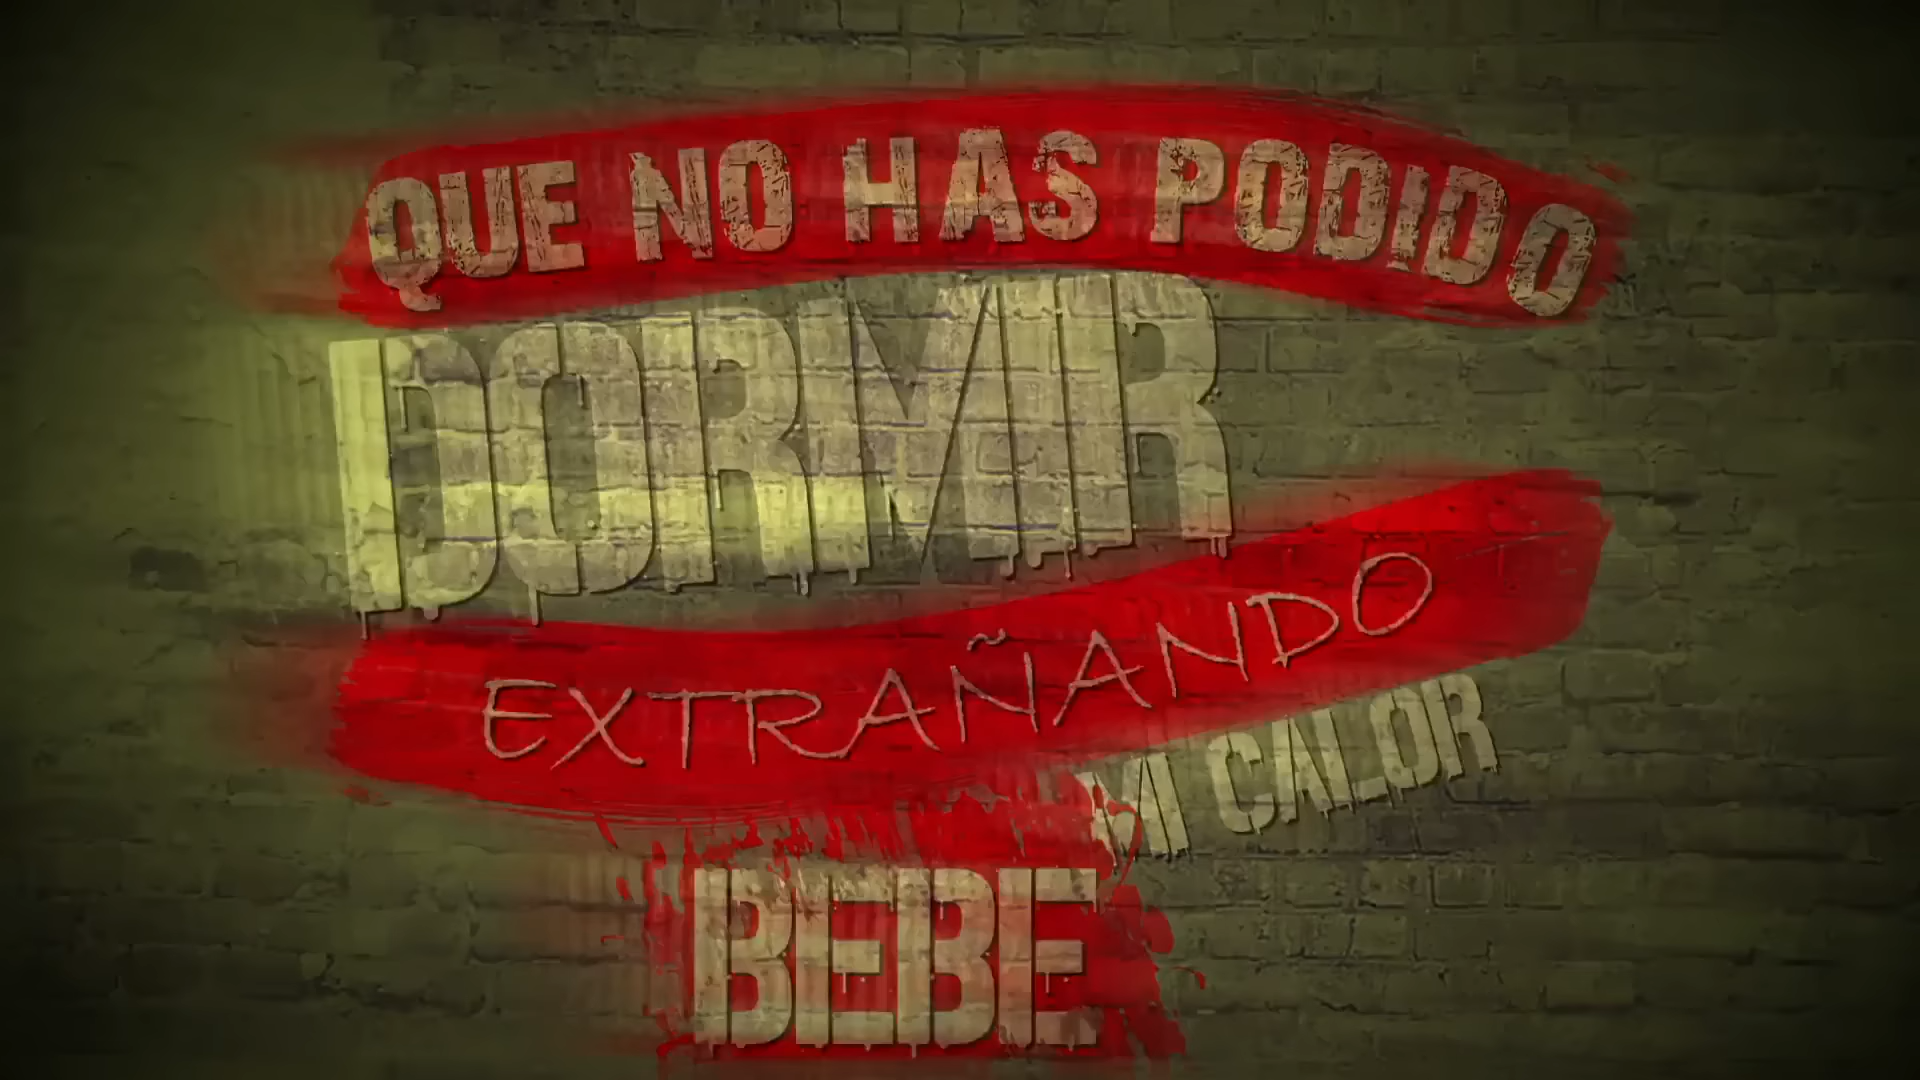 QUE NO HAS PODIDO
DORMIR
EXTRAÑANDO
MI CALOR
BEBE